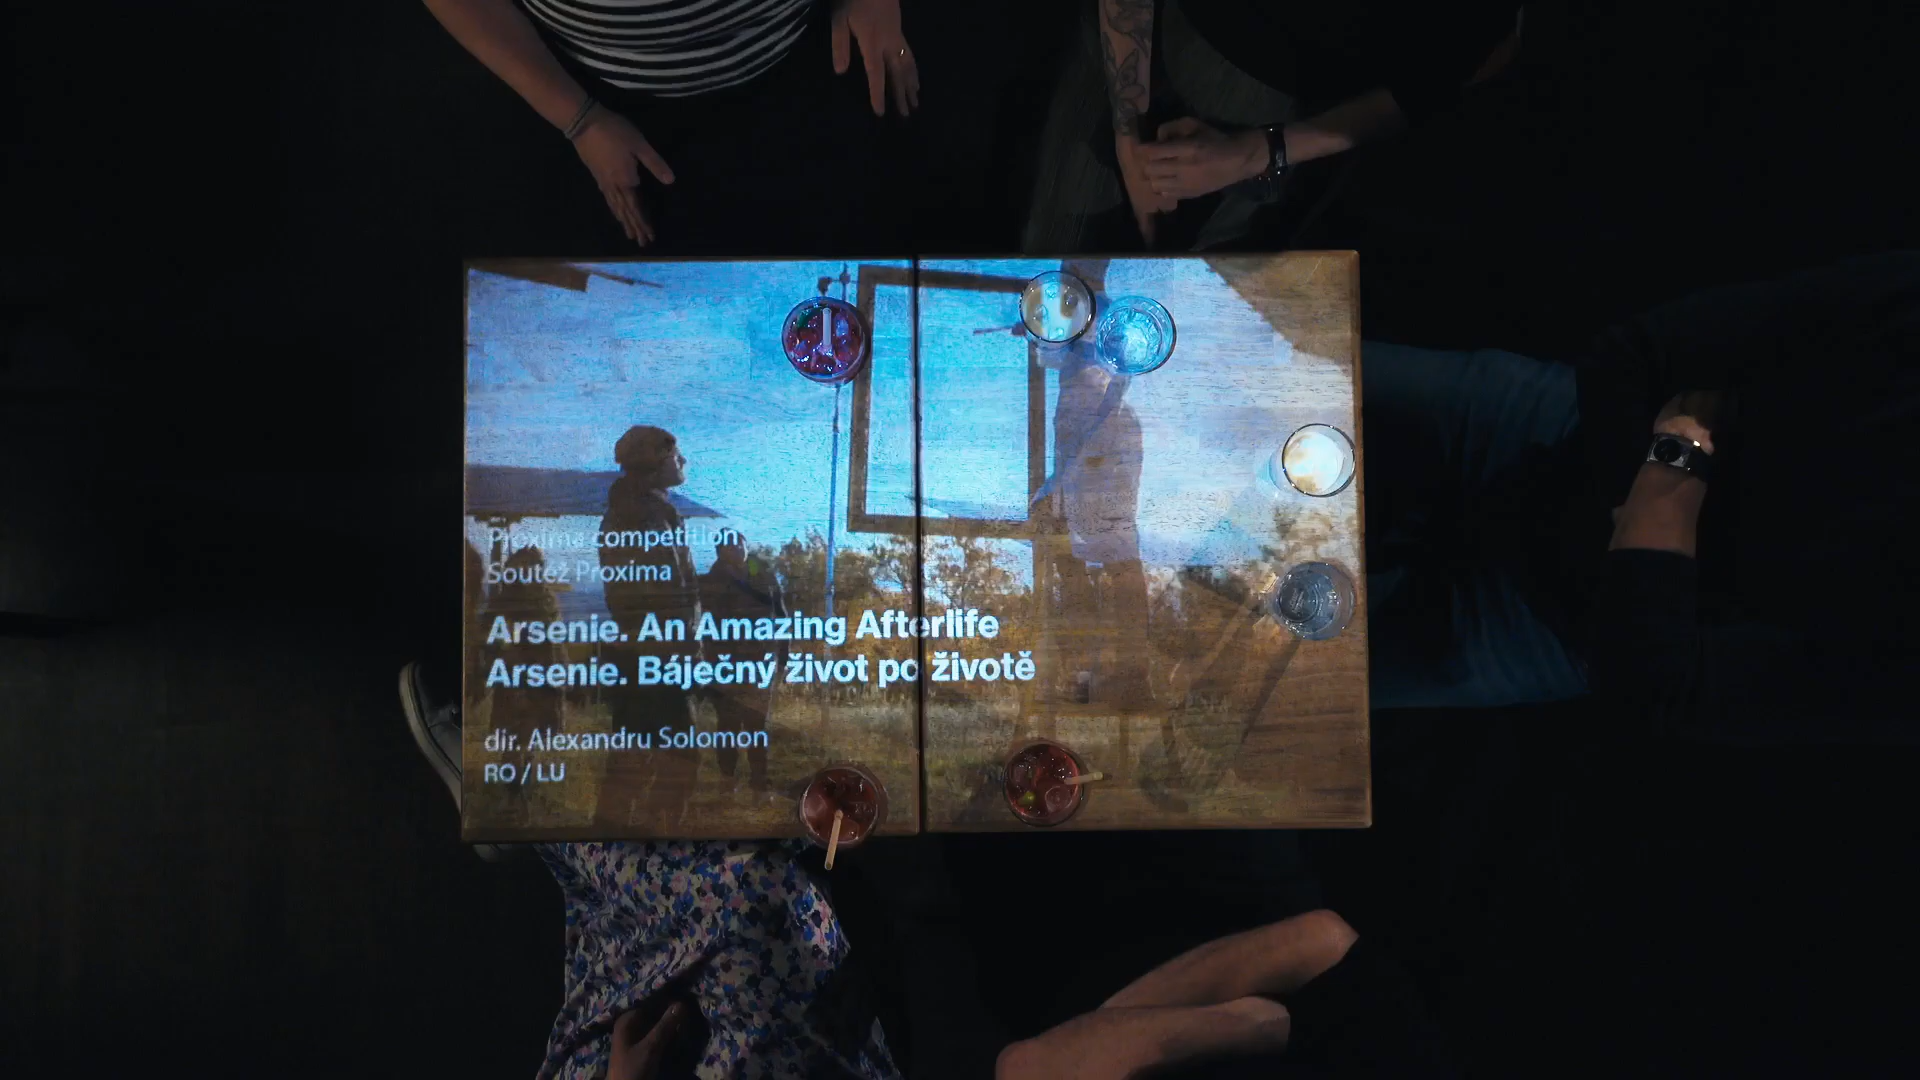 Proxima competition
Soutěž Proxima
Arsenie. An Amazing Afterlife
Arsenie. Báječný život po životě
dir. Alexandru Solomon
RO / LU